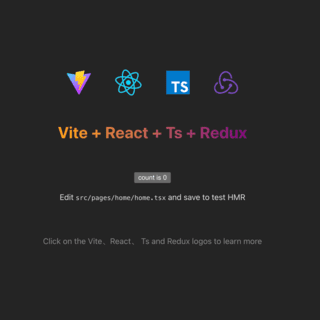 TS
Vite + React + Ts + Redux
count is 0
Edit src/pages/home/home.tsx and save to test HMR
Click on the Vite、React、 Ts and Redux logos to learn more